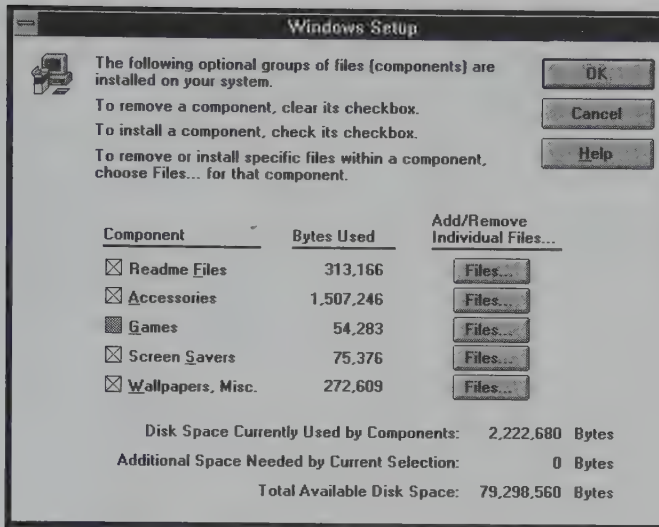 Windows Setup
The following optional groups of files (components) are
installed on your system.
To remove a component, clear its checkbox.
To install a component, check its checkbox.
To remove or install specific files within a component,
choose Files... for that component.
OK
Cancel
Help
Component Bytes Used Add/Remove
Individual Files...
Readme Files 313,166 Files...
Accessories 1,507,246 Files...
Games 54,283 Files...
Screen Savers 75,376 Files...
Wallpapers, Misc. 272,609 Files...
Disk Space Currently Used by Components: 2,222,680 Bytes
Additional Space Needed by Current Selection: 0 Bytes
Total Available Disk Space: 79,298,560 Bytes